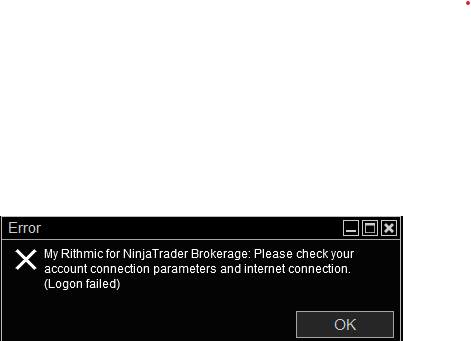 Error
My Rithmic for NinjaTrader Brokerage: Please check your
account connection parameters and internet connection.
(Logon failed)
OK